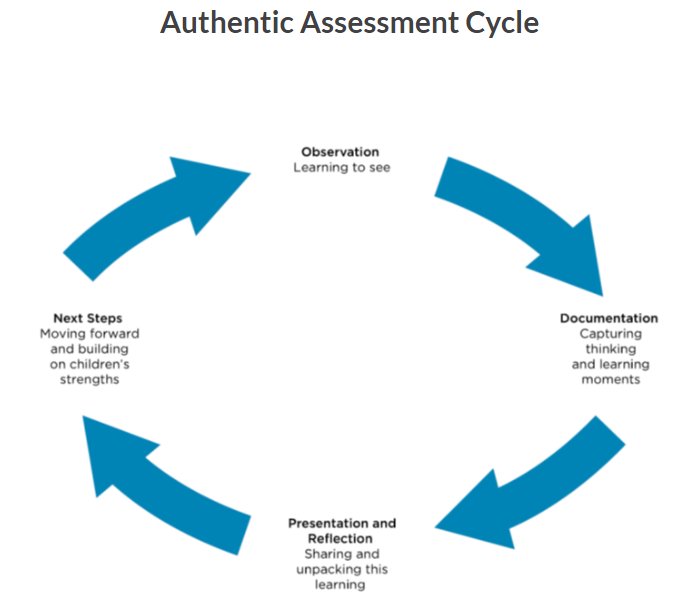 Authentic Assessment Cycle
Observation
Learning to see
Documentation
Capturing
thinking
and learning
moments
Presentation and
Reflection
Sharing and
unpacking this
learning
Next Steps
Moving forward
and building
on children's
strengths